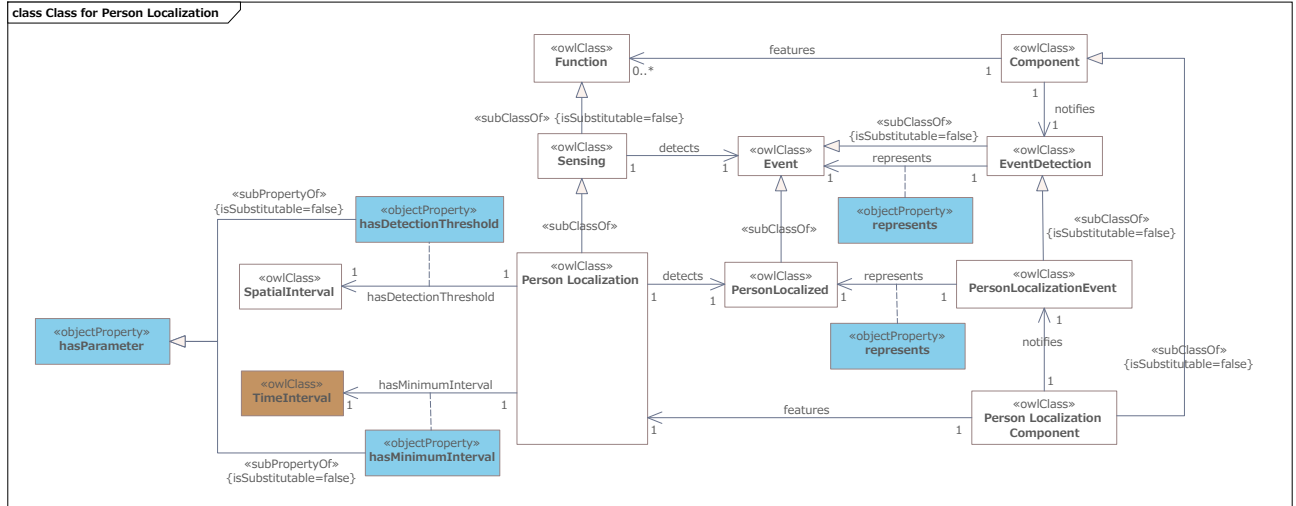 class Class for Person Localization
«owlClass»
Function
features
0..*
1
«owlClass»
Component
1
notifies
1
«subClassOf» {isSubstitutable=false}
«subClassOf»
{isSubstitutable=false}
«owlClass»
Sensing
detects
1
1
«owlClass»
Event
represents
1
1
«owlClass»
EventDetection
«subPropertyOf»
{isSubstitutable=false}
«objectProperty»
hasDetectionThreshold
«objectProperty»
represents
«subClassOf»
«subClassOf»
«subClassOf»
{isSubstitutable=false}
«owlClass»
SpatialInterval
1
1
hasDetectionThreshold
«owlClass»
Person Localization
detects
1
1
«owlClass»
PersonLocalized
represents
1
1
«owlClass»
PersonLocalizationEvent
1
«objectProperty»
hasParameter
«objectProperty»
represents
notifies
«subClassOf»
{isSubstitutable=false}
«owlClass»
TimeInterval
hasMinimumInterval
1
1
1
features
1
1
«owlClass»
Person Localization
Component
«objectProperty»
hasMinimumInterval
«subPropertyOf»
{isSubstitutable=false}